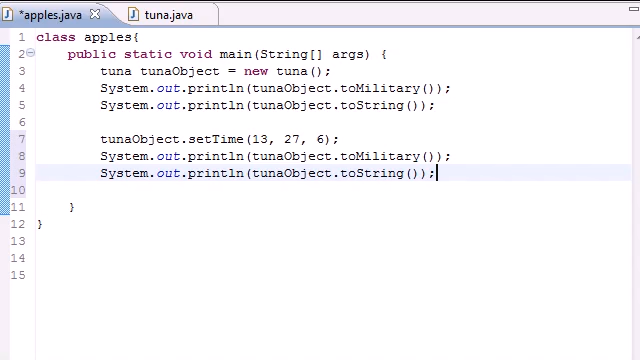 *apples.java
tuna.java
1 class apples{
2 public static void main(String[] args) {
3 tuna tunaObject = new tuna();
4 System.out.println(tunaObject.toMilitary());
5 System.out.println(tunaObject.toString());
6
7 tunaObject.setTime(13, 27, 6);
8 System.out.println(tunaObject.toMilitary());
9 System.out.println(tunaObject.toString());
10
11 }
12 }
13
14
15